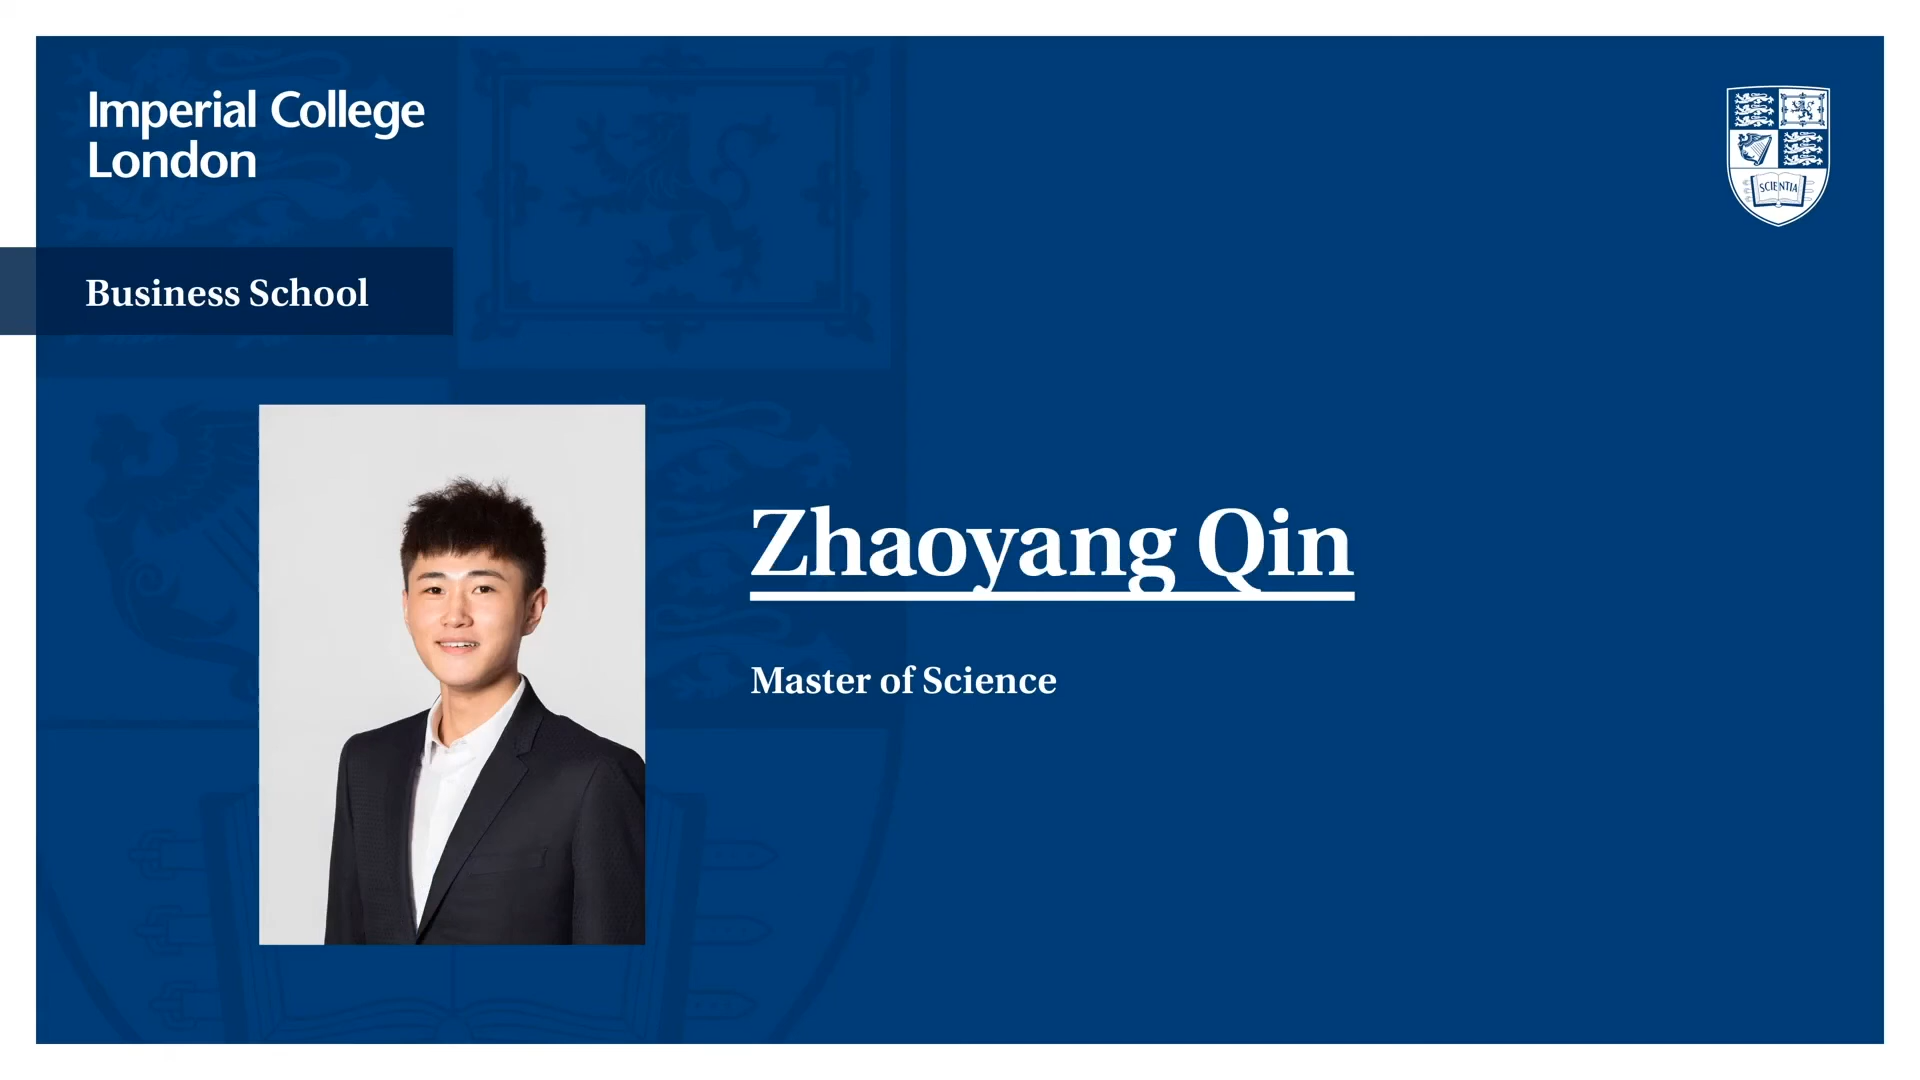 Imperial College
London
SCIENTIA
Business School
Zhaoyang Qin
Master of Science